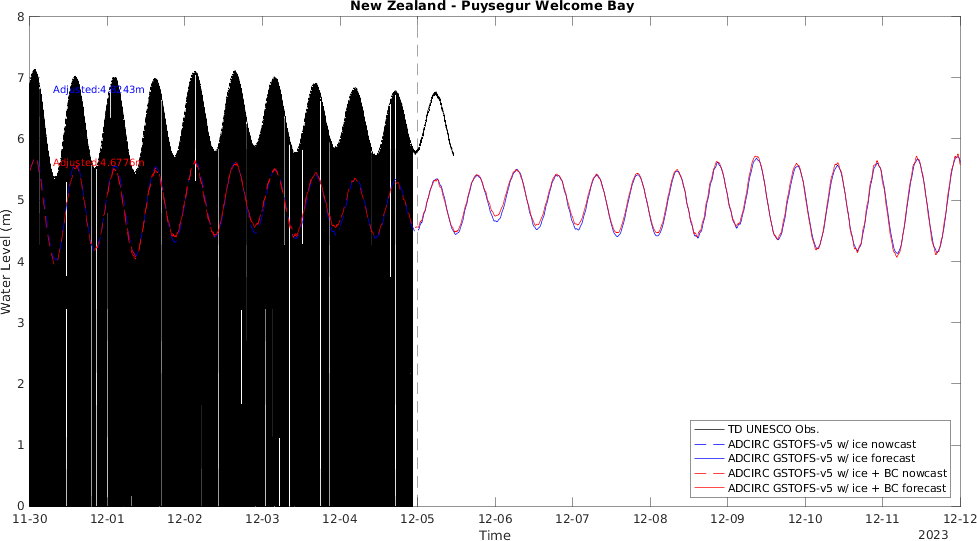 New Zealand - Puysegur Welcome Bay
8
7
6
5
4
3
2
1
0
Water Level (m)
Adjusted:4.6776m
11-30
12-01
12-02
12-03
12-04
12-05
12-06
12-07
12-08
12-09
12-10
12-11
12-12
Time
2023
TD UNESCO Obs.
ADCIRC GSTOFS-v5 w/ ice nowcast
ADCIRC GSTOFS-v5 w/ ice forecast
ADCIRC GSTOFS-v5 w/ ice + BC nowcast
ADCIRC GSTOFS-v5 w/ ice + BC forecast